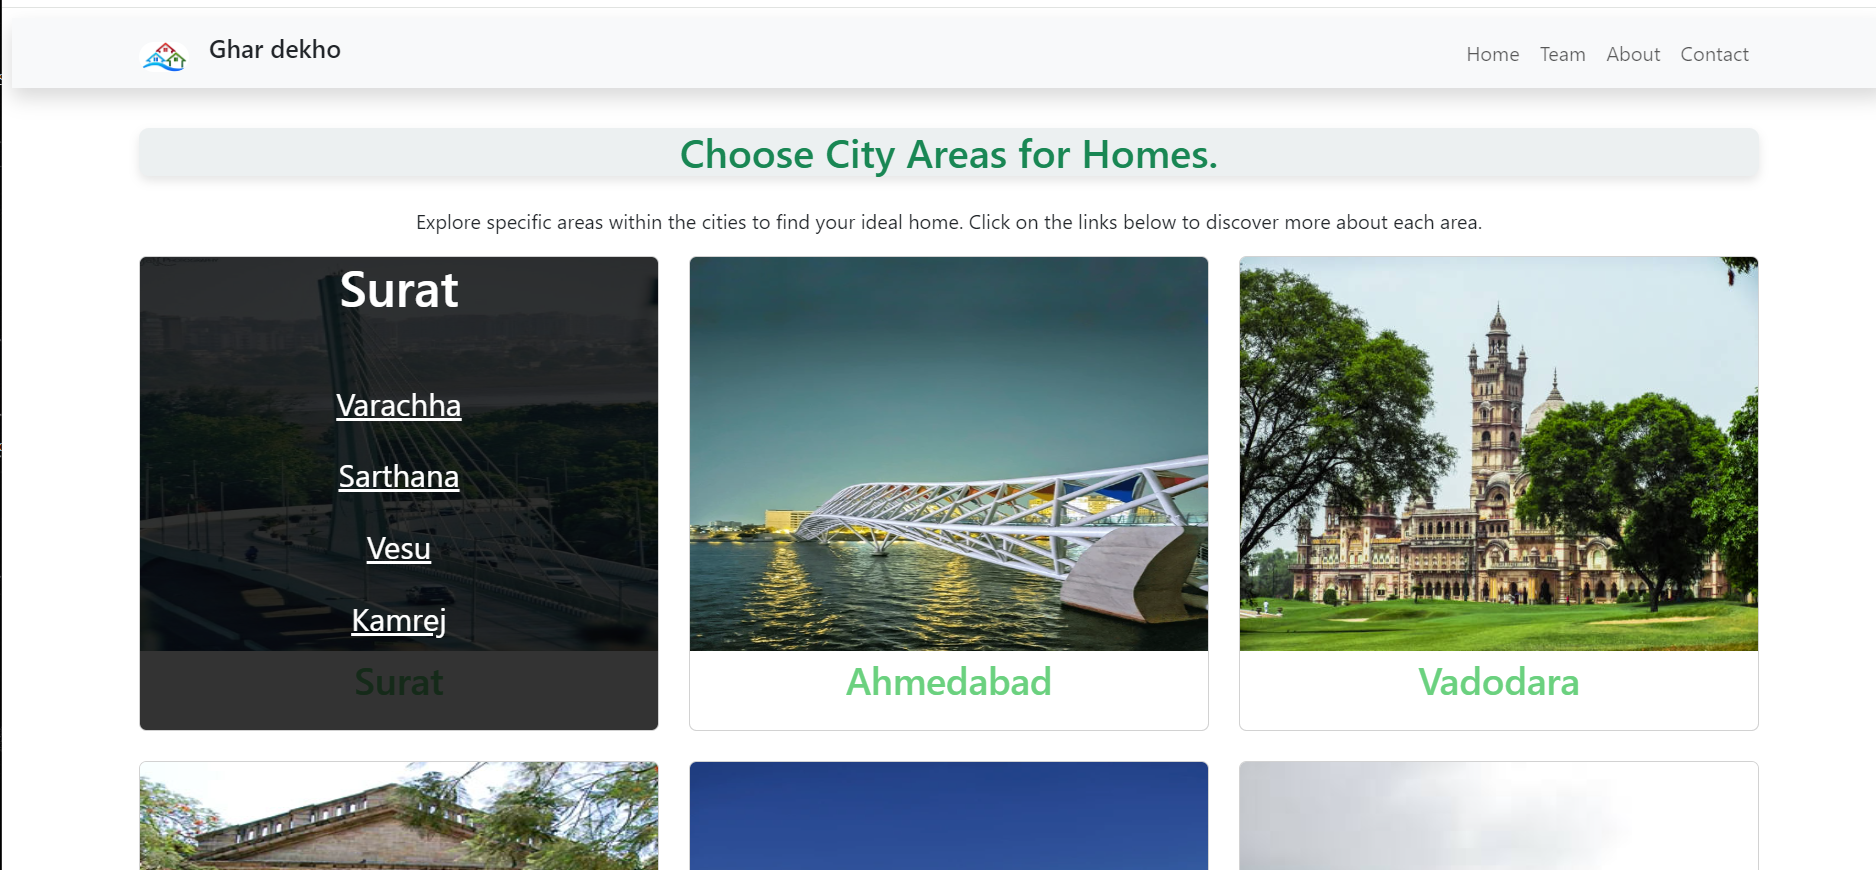 Ghar dekho
Home Team About Contact
Choose City Areas for Homes.
Explore specific areas within the cities to find your ideal home. Click on the links below to discover more about each area.
Surat
Varachha
Sarthana
Vesu
Kamrej
Surat
Ahmedabad
Vadodara